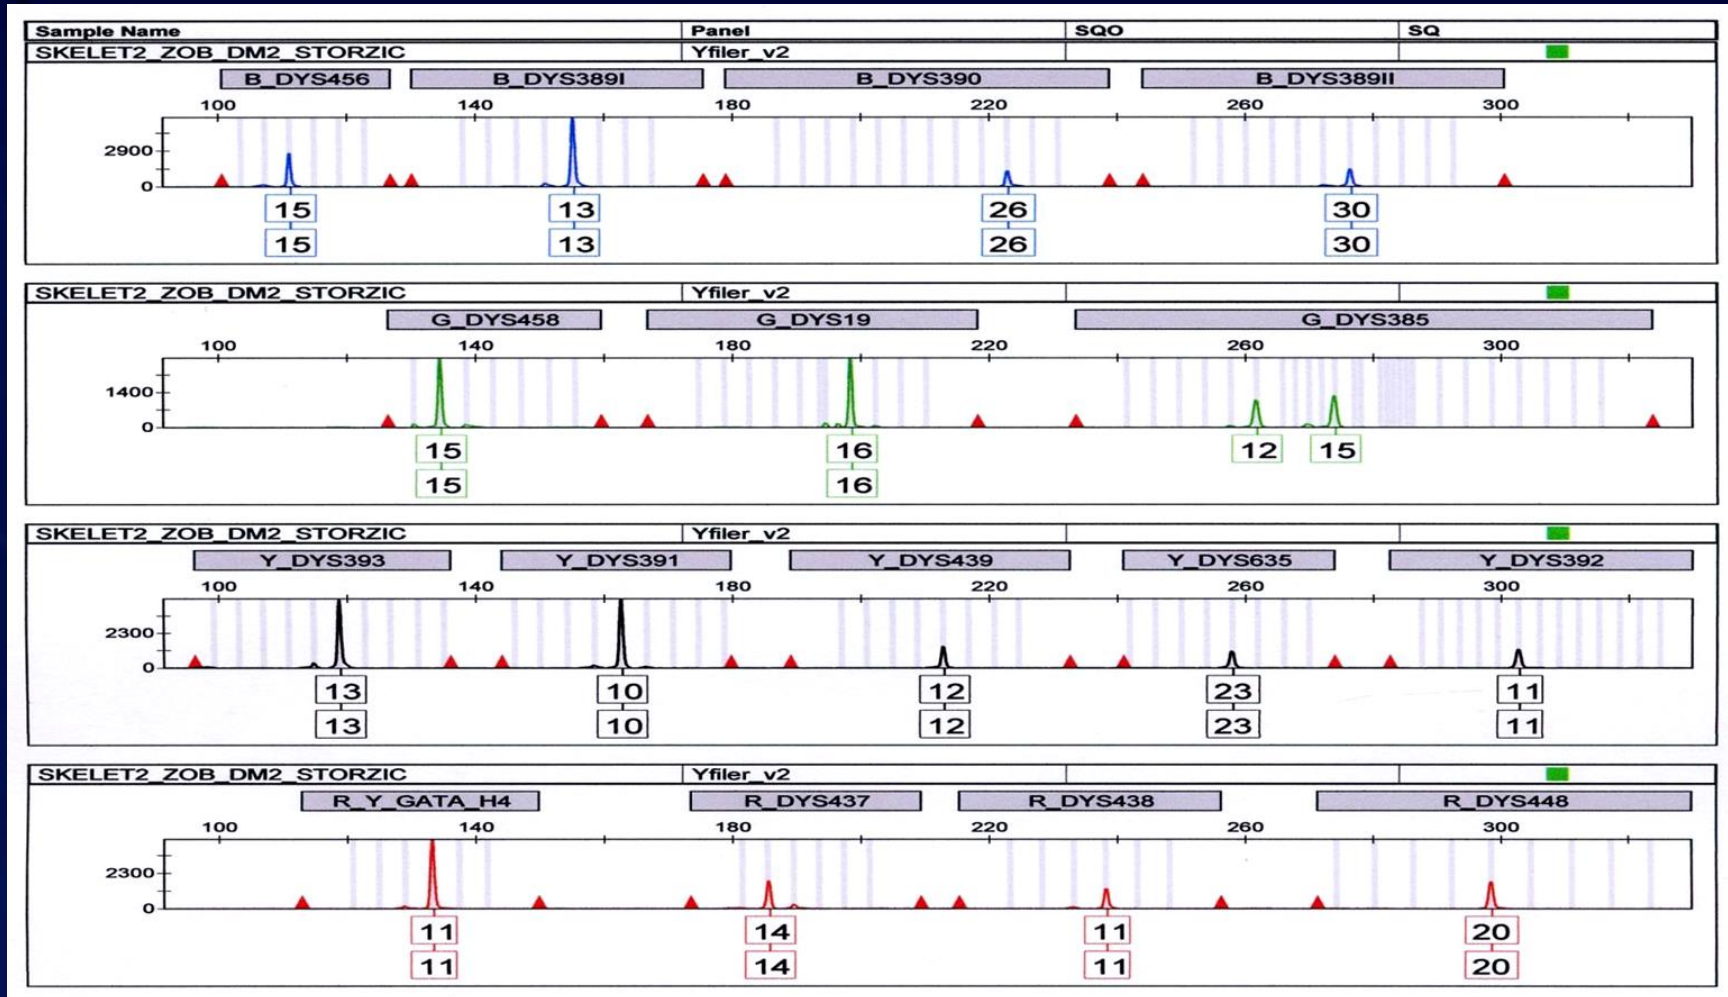 Sample Name Panel SQO SQ
SKELET2_ZOB_DM2_STORZIC Yfiler_v2
B_DYS456 B_DYS389I B_DYS390 B_DYS389II
100 140 180 220 260 300
2900
0
15 13 26 30
15 13 26 30
SKELET2_ZOB_DM2_STORZIC Yfiler_v2
G_DYS458 G_DYS19 G_DYS385
100 140 180 220 260 300
1400
0
15 16 12 15
15 16
SKELET2_ZOB_DM2_STORZIC Yfiler_v2
Y_DYS393 Y_DYS391 Y_DYS439 Y_DYS635 Y_DYS392
100 140 180 220 260 300
2300
0
13 10 12 23 11
13 10 12 23 11
SKELET2_ZOB_DM2_STORZIC Yfiler_v2
R_Y_GATA_H4 R_DYS437 R_DYS438 R_DYS448
100 140 180 220 260 300
2300
0
11 14 11 20
11 14 11 20